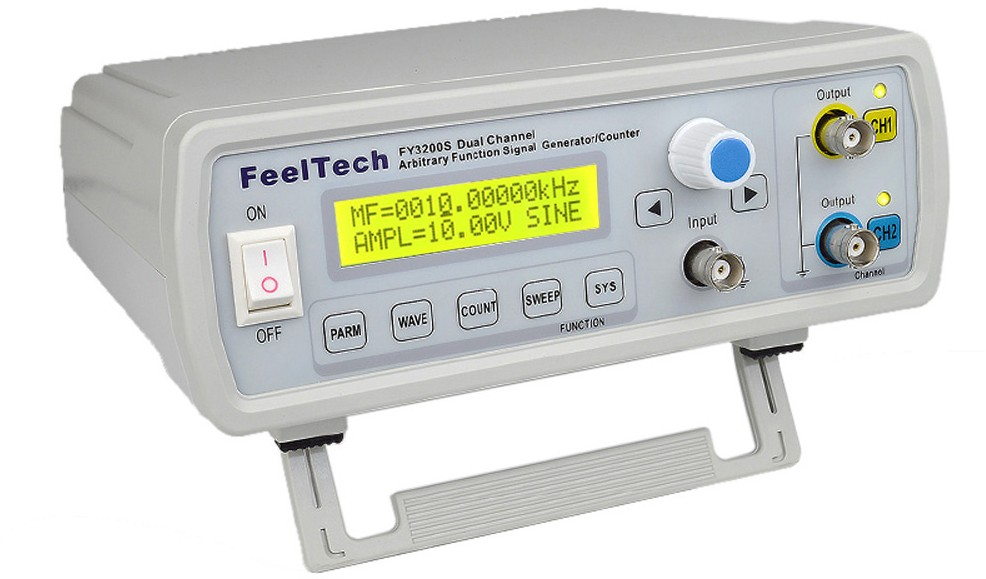 FeelTech
FY3200S Dual Channel
Arbitrary Function Signal Generator/Counter
ON
OFF
MF=0010.00000kHz
AMPL=10.00V SINE
PARM
WAVE
COUNT
SWEEP
SYS
FUNCTION
Input
Output
CH1
Output
CH2
Channel